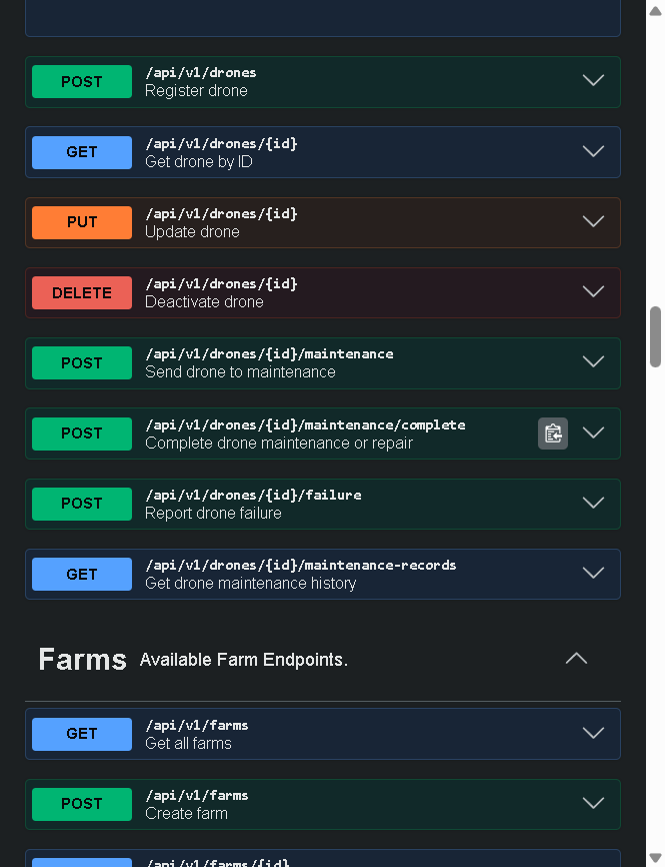 POST
/api/v1/drones
Register drone
GET
/api/v1/drones/{id}
Get drone by ID
PUT
/api/v1/drones/{id}
Update drone
DELETE
/api/v1/drones/{id}
Deactivate drone
POST
/api/v1/drones/{id}/maintenance
Send drone to maintenance
POST
/api/v1/drones/{id}/maintenance/complete
Complete drone maintenance or repair
POST
/api/v1/drones/{id}/failure
Report drone failure
GET
/api/v1/drones/{id}/maintenance-records
Get drone maintenance history
Farms Available Farm Endpoints.
GET
/api/v1/farms
Get all farms
POST
/api/v1/farms
Create farm
/api/v1/farms/{id}